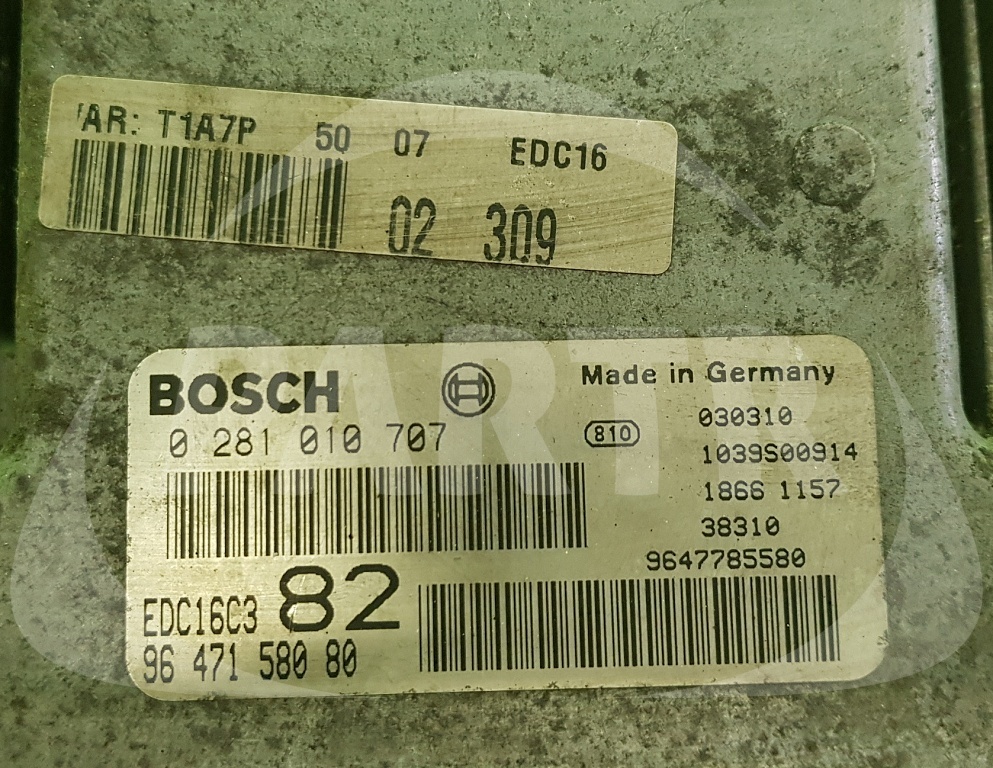 AR: T1A7P 50 07 EDC16
02 309
PARTR
BOSCH
Made in Germany
0 281 010 707
810
030310
1039S00914
1866 1157
38310
9647785580
EDC16C3 82
96 471 580 80